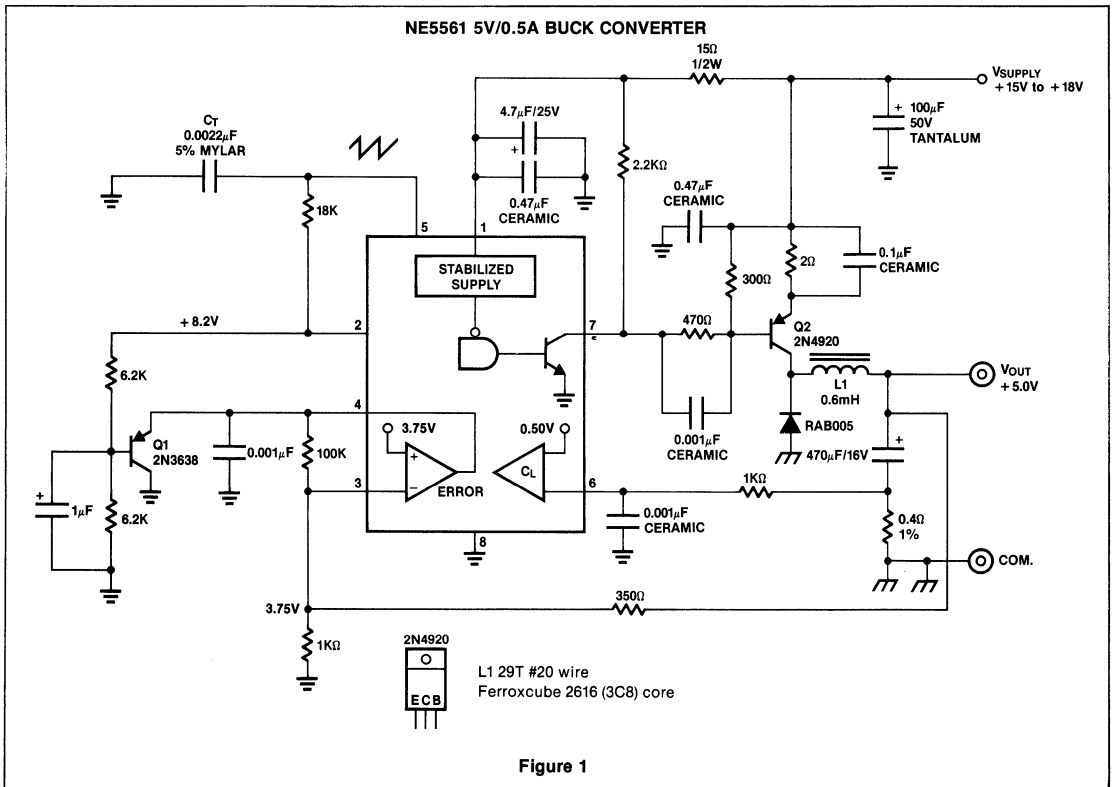 NE5561 5V/0.5A BUCK CONVERTER
15Ω
1/2W
VSUPPLY
+15V to +18V
4.7μF/25V
+
+
100μF
50V
TANTALUM
CT
0.0022μF
5% MYLAR
2.2KΩ
0.47μF
CERAMIC
0.47μF
CERAMIC
18K
5
1
0.1μF
CERAMIC
2Ω
300Ω
STABILIZED
SUPPLY
+8.2V
2
7
470Ω
Q2
2N4920
VOUT
+5.0V
L1
0.6mH
6.2K
4
3.75V
0.50V
0.001μF
CERAMIC
RAB005
+
470μF/16V
Q1
2N3638
0.001μF
100K
+
−
ERROR
CL
3
6
1KΩ
+
1μF
6.2K
0.001μF
CERAMIC
0.4Ω
1%
8
COM.
3.75V
350Ω
1KΩ
2N4920
E C B
L1 29T #20 wire
Ferroxcube 2616 (3C8) core
Figure 1